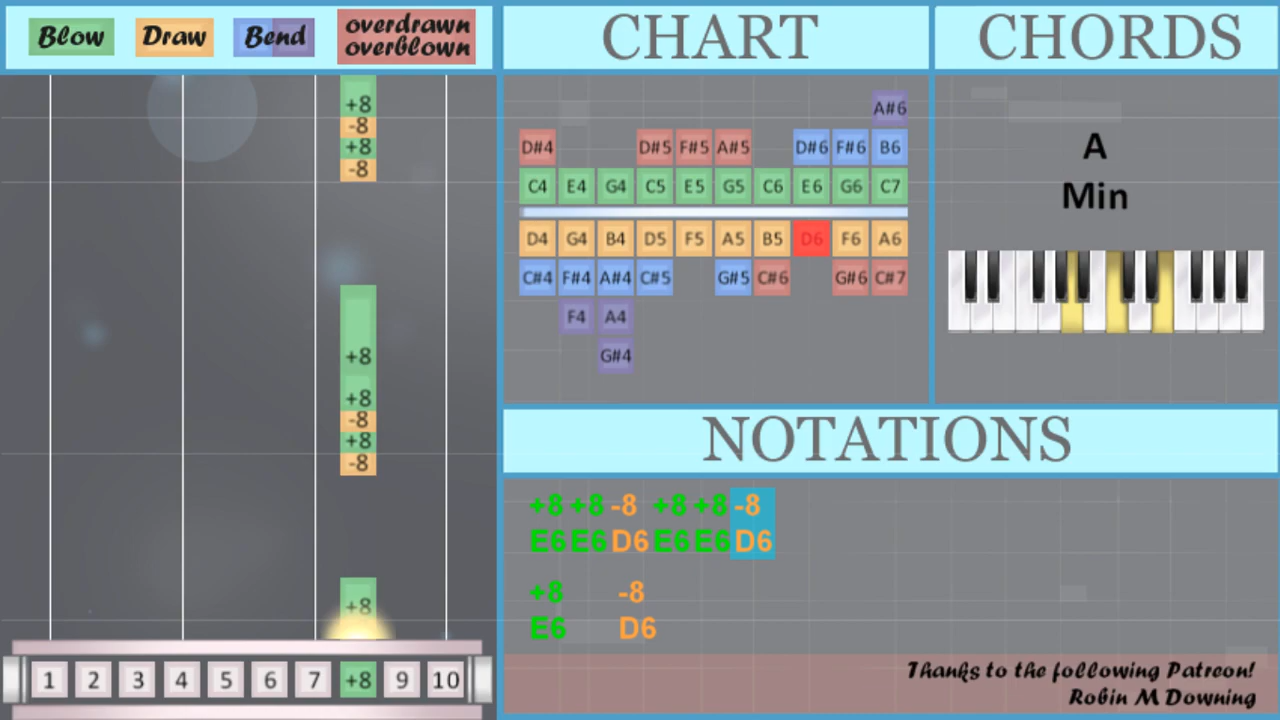 Blow Draw Bend overdrawn
overblown
CHART
CHORDS
+8
-8
+8
-8
+8
+8
-8
+8
-8
+8
1 2 3 4 5 6 7 +8 9 10
A#6
D#4 D#5 F#5 A#5 D#6 F#6 B6
C4 E4 G4 C5 E5 G5 C6 E6 G6 C7
D4 G4 B4 D5 F5 A5 B5 D6 F6 A6
C#4 F#4 A#4 C#5 G#5 C#6 G#6 C#7
F4 A4
G#4
A
Min
NOTATIONS
+8 +8 -8 +8 +8 -8
E6 E6 D6 E6 E6 D6
+8 -8
E6 D6
Thanks to the following Patreon!
Robin M Downing